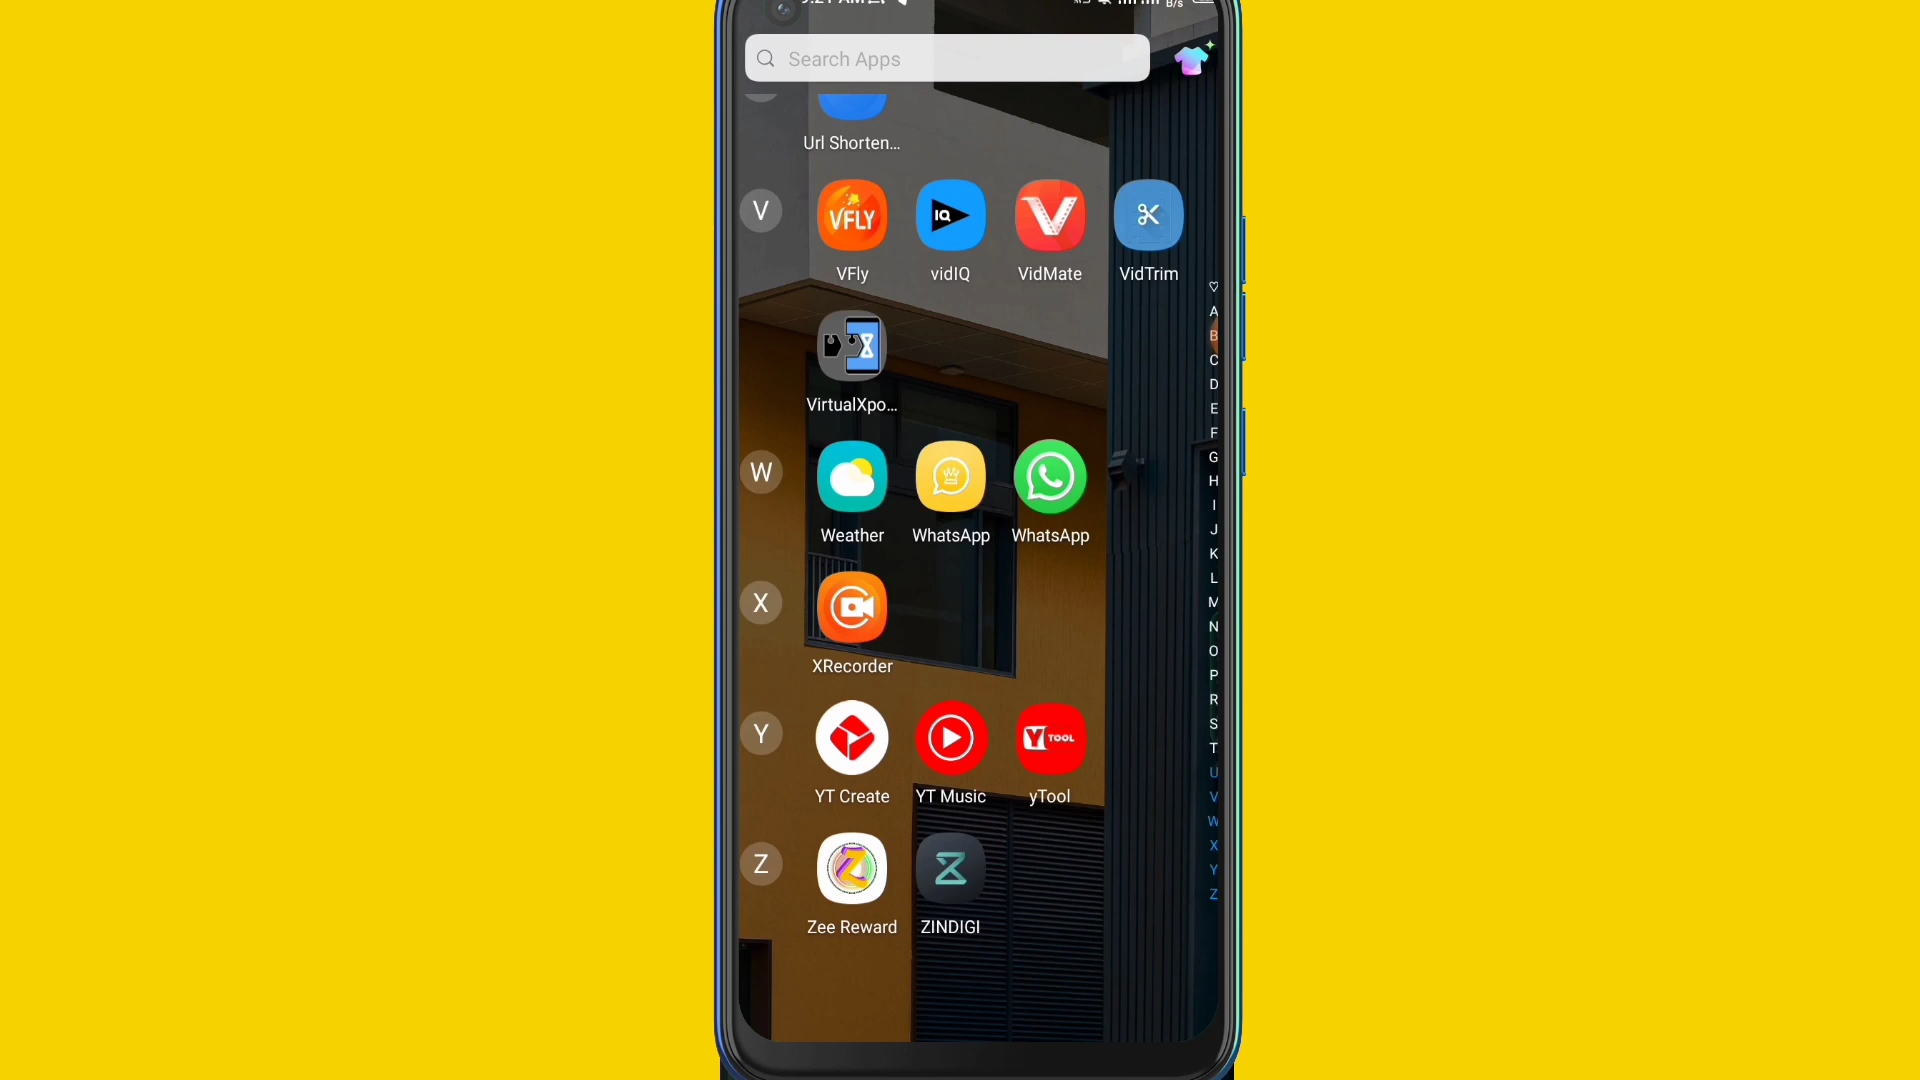 B/s
Search Apps
Url Shorten...
V
VFLY
IQ
VFly
vidIQ
VidMate
VidTrim
♡
A
B
VirtualXpo...
C
D
E
F
G
H
W
Weather
WhatsApp
WhatsApp
I
J
K
L
M
X
XRecorder
N
O
P
R
S
Y
Y TOOL
YT Create
YT Music
yTool
T
U
V
W
X
Y
Z
Z
Zee Reward
ZINDIGI